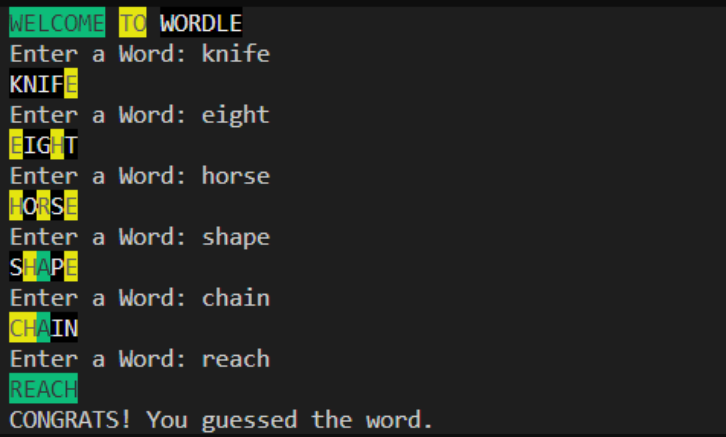 WELCOME TO WORDLE
Enter a Word: knife
KNIFE
Enter a Word: eight
EIGHT
Enter a Word: horse
HORSE
Enter a Word: shape
SHAPE
Enter a Word: chain
CHAIN
Enter a Word: reach
REACH
CONGRATS! You guessed the word.